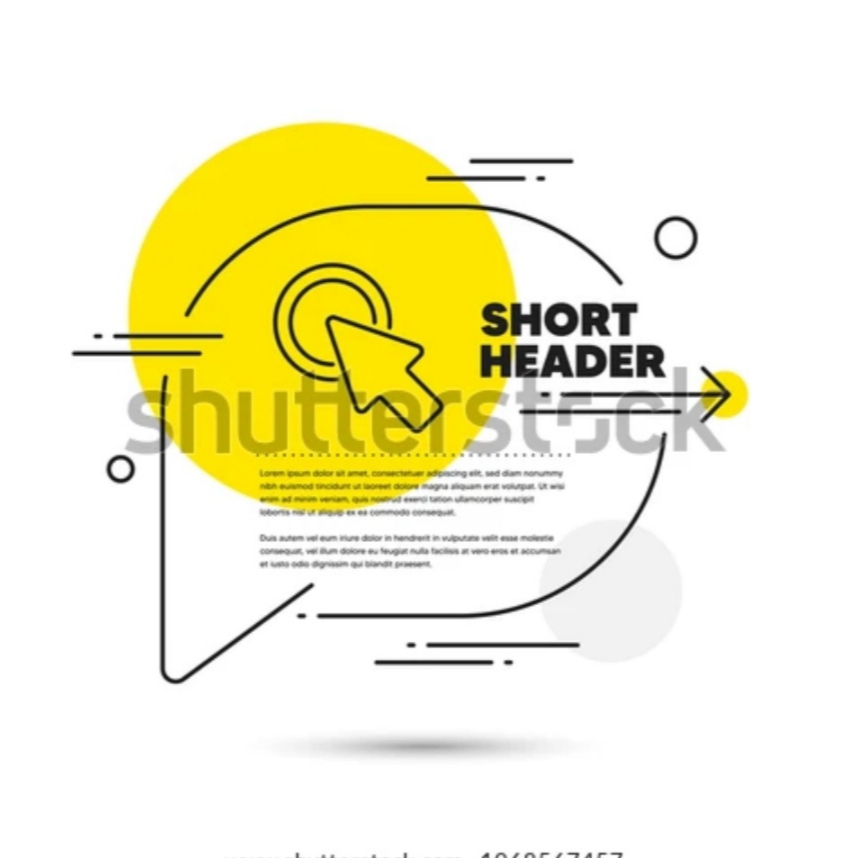 SHORT
HEADER
shutterstock
Lorem ipsum dolor sit amet, consectetuer adipiscing elit, sed diam nonummy
nibh euismod tincidunt ut laoreet dolore magna aliquam erat volutpat. Ut wisi
enim ad minim veniam, quis nostrud exerci tation ullamcorper suscipit
lobortis nisl ut aliquip ex ea commodo consequat.
Duis autem vel eum iriure dolor in hendrerit in vulputate velit esse molestie
consequat, vel illum dolore eu feugiat nulla facilisis at vero eros et accumsan
et iusto odio dignissim qui blandit praesent.